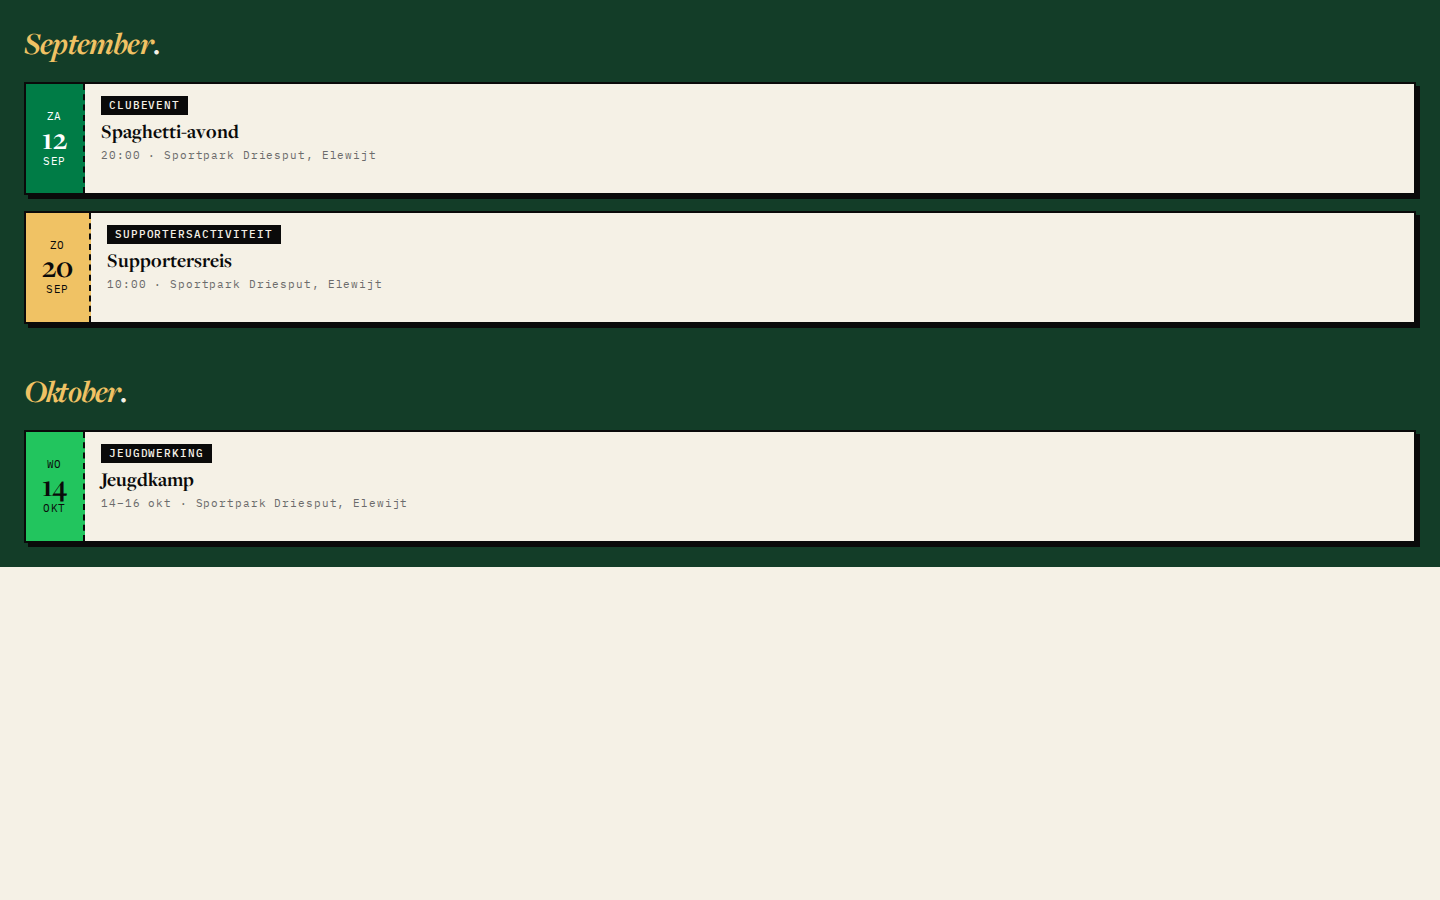 September.
ZA
12
SEP
CLUBEVENT
Spaghetti-avond
20:00 · Sportpark Driesput, Elewijt
ZO
20
SEP
SUPPORTERSACTIVITEIT
Supportersreis
10:00 · Sportpark Driesput, Elewijt
Oktober.
WO
14
OKT
JEUGDWERKING
Jeugdkamp
14–16 okt · Sportpark Driesput, Elewijt